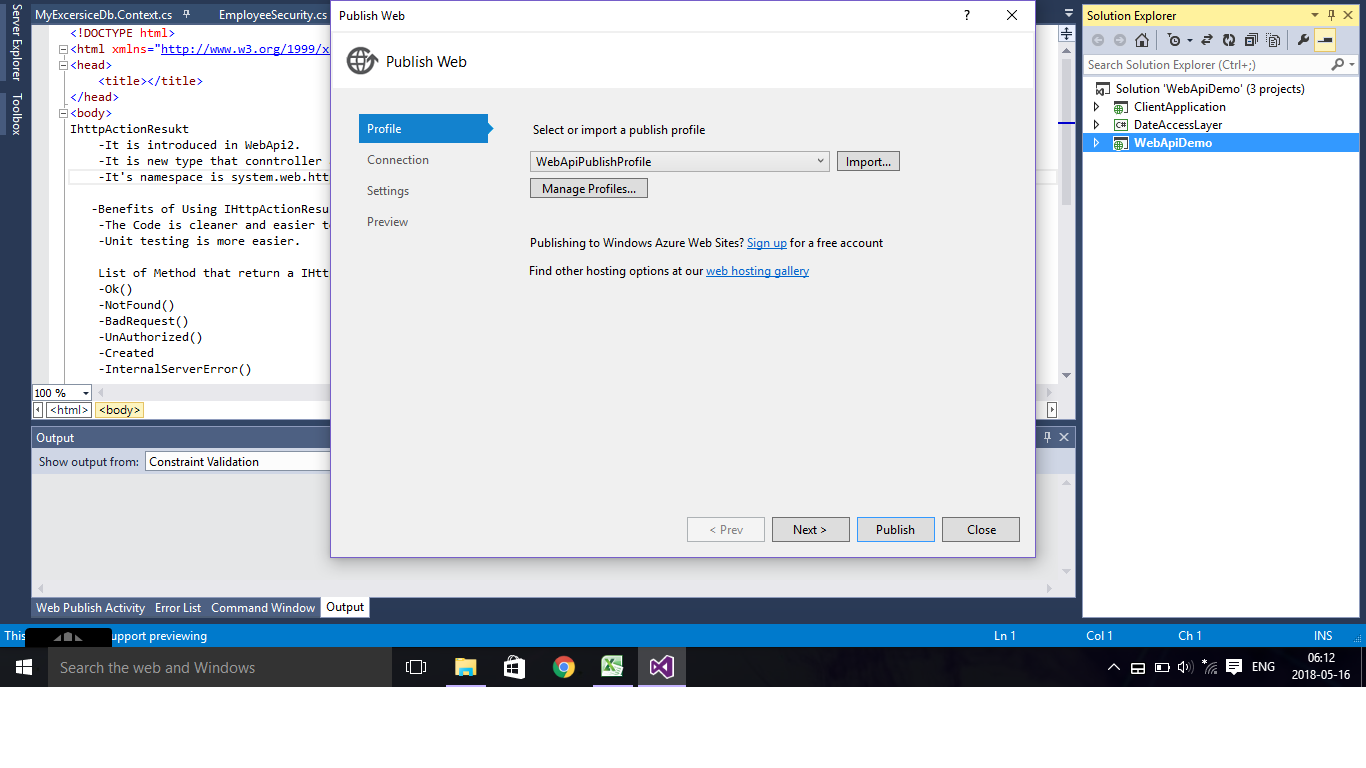 MyExcersiceDb.Context.cs
EmployeeSecurity.cs
Server Explorer
Toolbox
<!DOCTYPE html>
<html xmlns="http://www.w3.org/1999/x
<head>
<title></title>
</head>
<body>
IhttpActionResukt
-It is introduced in WebApi2.
-It is new type that conntroller
-It's namespace is system.web.htt
-Benefits of Using IHttpActionResu
-The Code is cleaner and easier to
-Unit testing is more easier.
List of Method that return a IHtt
-Ok()
-NotFound()
-BadRequest()
-UnAuthorized()
-Created
-InternalServerError()
100 %
<html> <body>
Output
Show output from: Constraint Validation
Web Publish Activity Error List Command Window Output
Publish Web
?
Publish Web
Profile
Connection
Settings
Preview
Select or import a publish profile
WebApiPublishProfile
Import...
Manage Profiles...
Publishing to Windows Azure Web Sites? Sign up for a free account
Find other hosting options at our web hosting gallery
< Prev Next > Publish Close
Solution Explorer
Search Solution Explorer (Ctrl+;)
Solution 'WebApiDemo' (3 projects)
ClientApplication
C# DateAccessLayer
WebApiDemo
This upport previewing
Ln 1 Col 1 Ch 1 INS
Search the web and Windows
ENG
06:12
2018-05-16